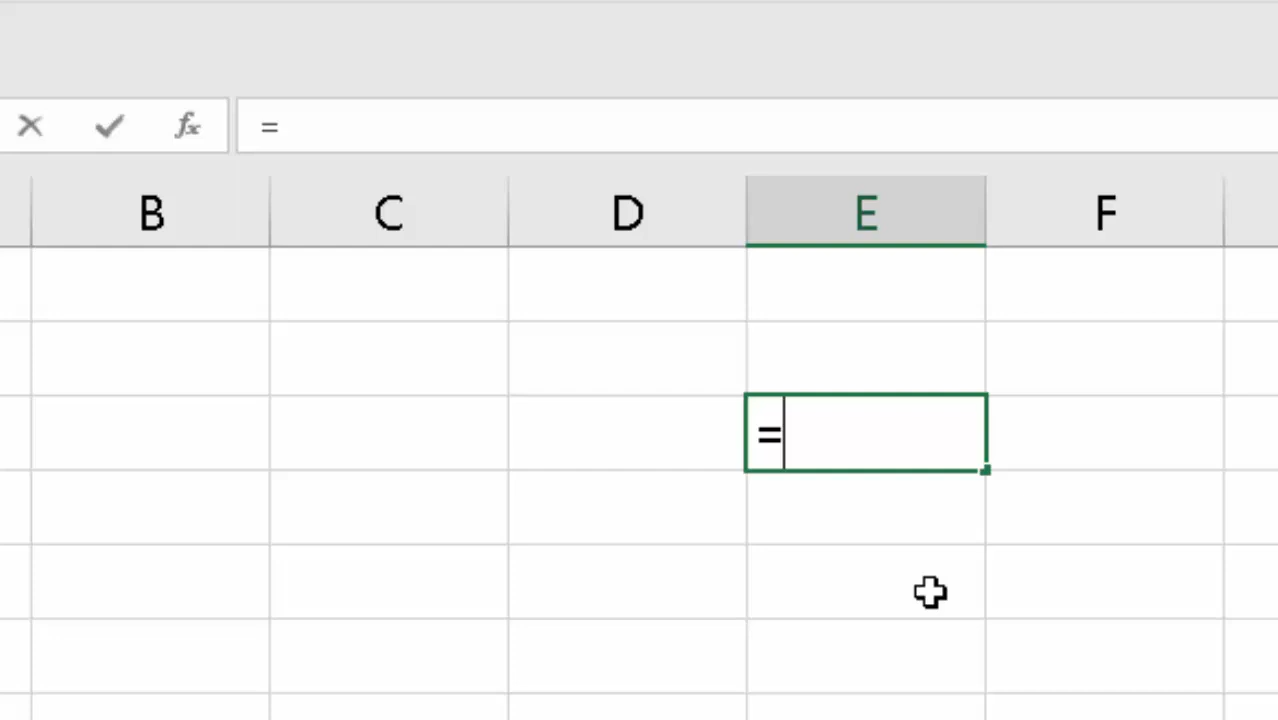 fx =
B C D E F
=